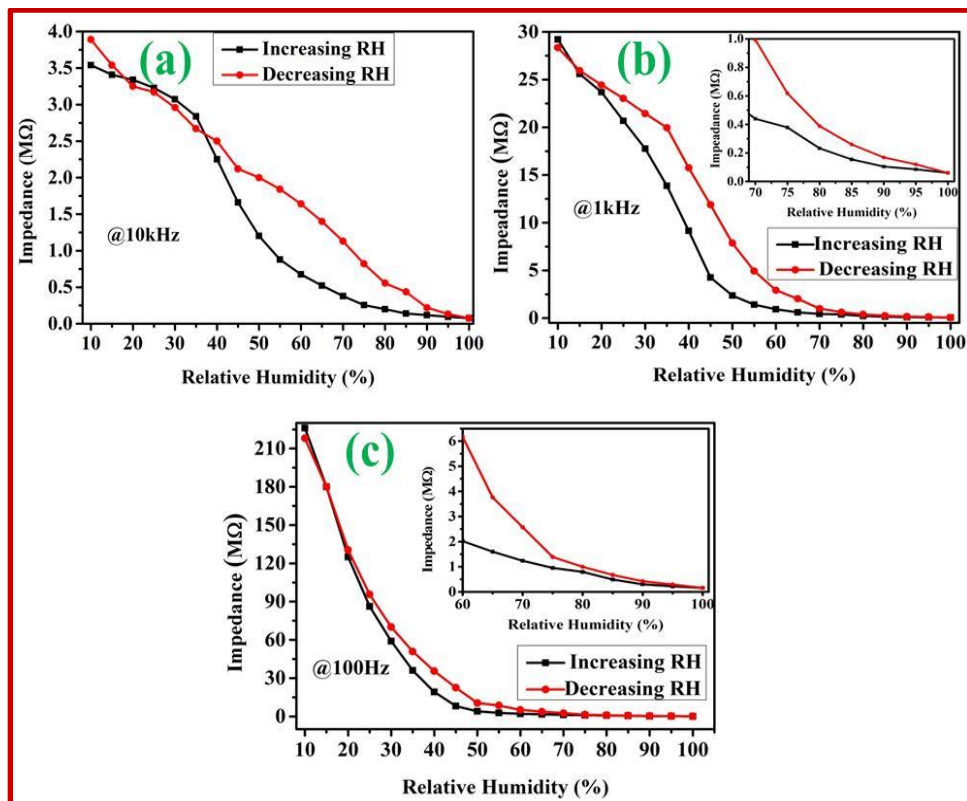 (a)
Increasing RH
Decreasing RH
4.0
3.5
3.0
2.5
2.0
1.5
1.0
0.5
0.0
Impedance (MΩ)
@10kHz
10 20 30 40 50 60 70 80 90 100
Relative Humidity (%)
(b)
30
25
20
15
10
5
0
Impeadance (MΩ)
@1kHz
1.0
0.8
0.6
0.4
0.2
0.0
Impeadance (MΩ)
70 75 80 85 90 95 100
Relative Humidity (%)
Increasing RH
Decreasing RH
10 20 30 40 50 60 70 80 90 100
Relative Humidity (%)
(c)
210
180
150
120
90
60
30
0
Impedance (MΩ)
@100Hz
6
5
4
3
2
1
0
Impedance (MΩ)
60 70 80 90 100
Relative Humidity (%)
Increasing RH
Decreasing RH
10 20 30 40 50 60 70 80 90 100
Relative Humidity (%)